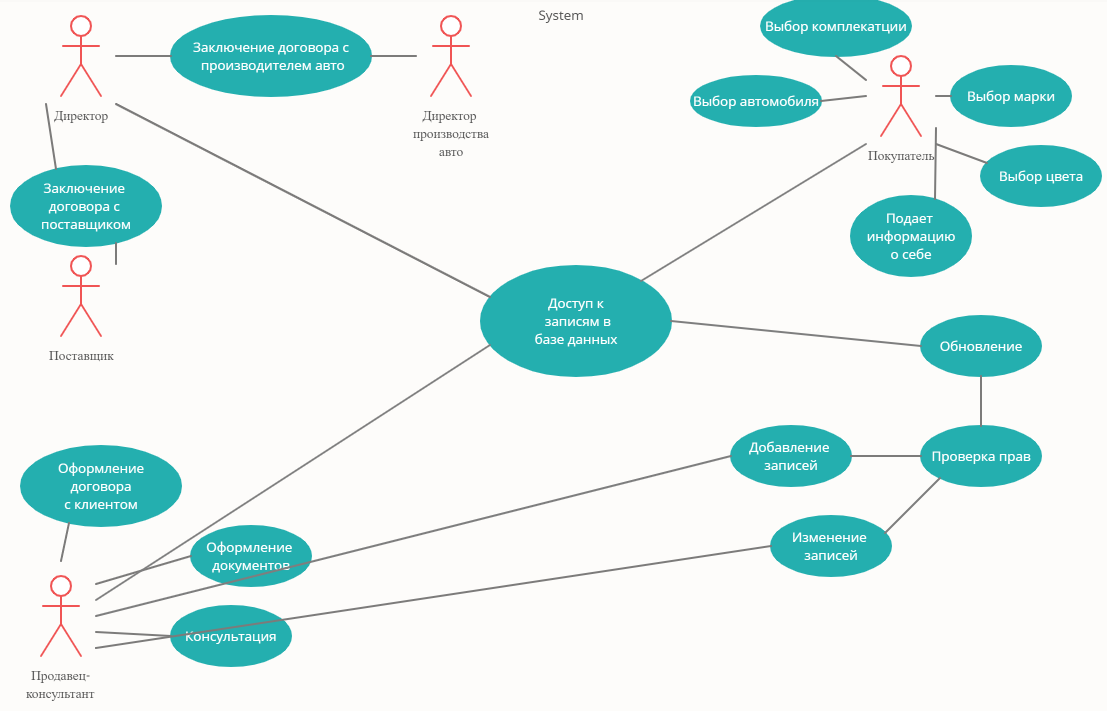 System
Заключение договора с
производителем авто
Директор
Директор
производства
авто
Выбор комплекатции
Выбор автомобиля
Выбор марки
Покупатель
Выбор цвета
Заключение
договора с
поставщиком
Подает
информацию
о себе
Доступ к
записям в
базе данных
Поставщик
Обновление
Добавление
записей
Проверка прав
Оформление
договора
с клиентом
Изменение
записей
Оформление
документов
Консультация
Продавец-
консультант